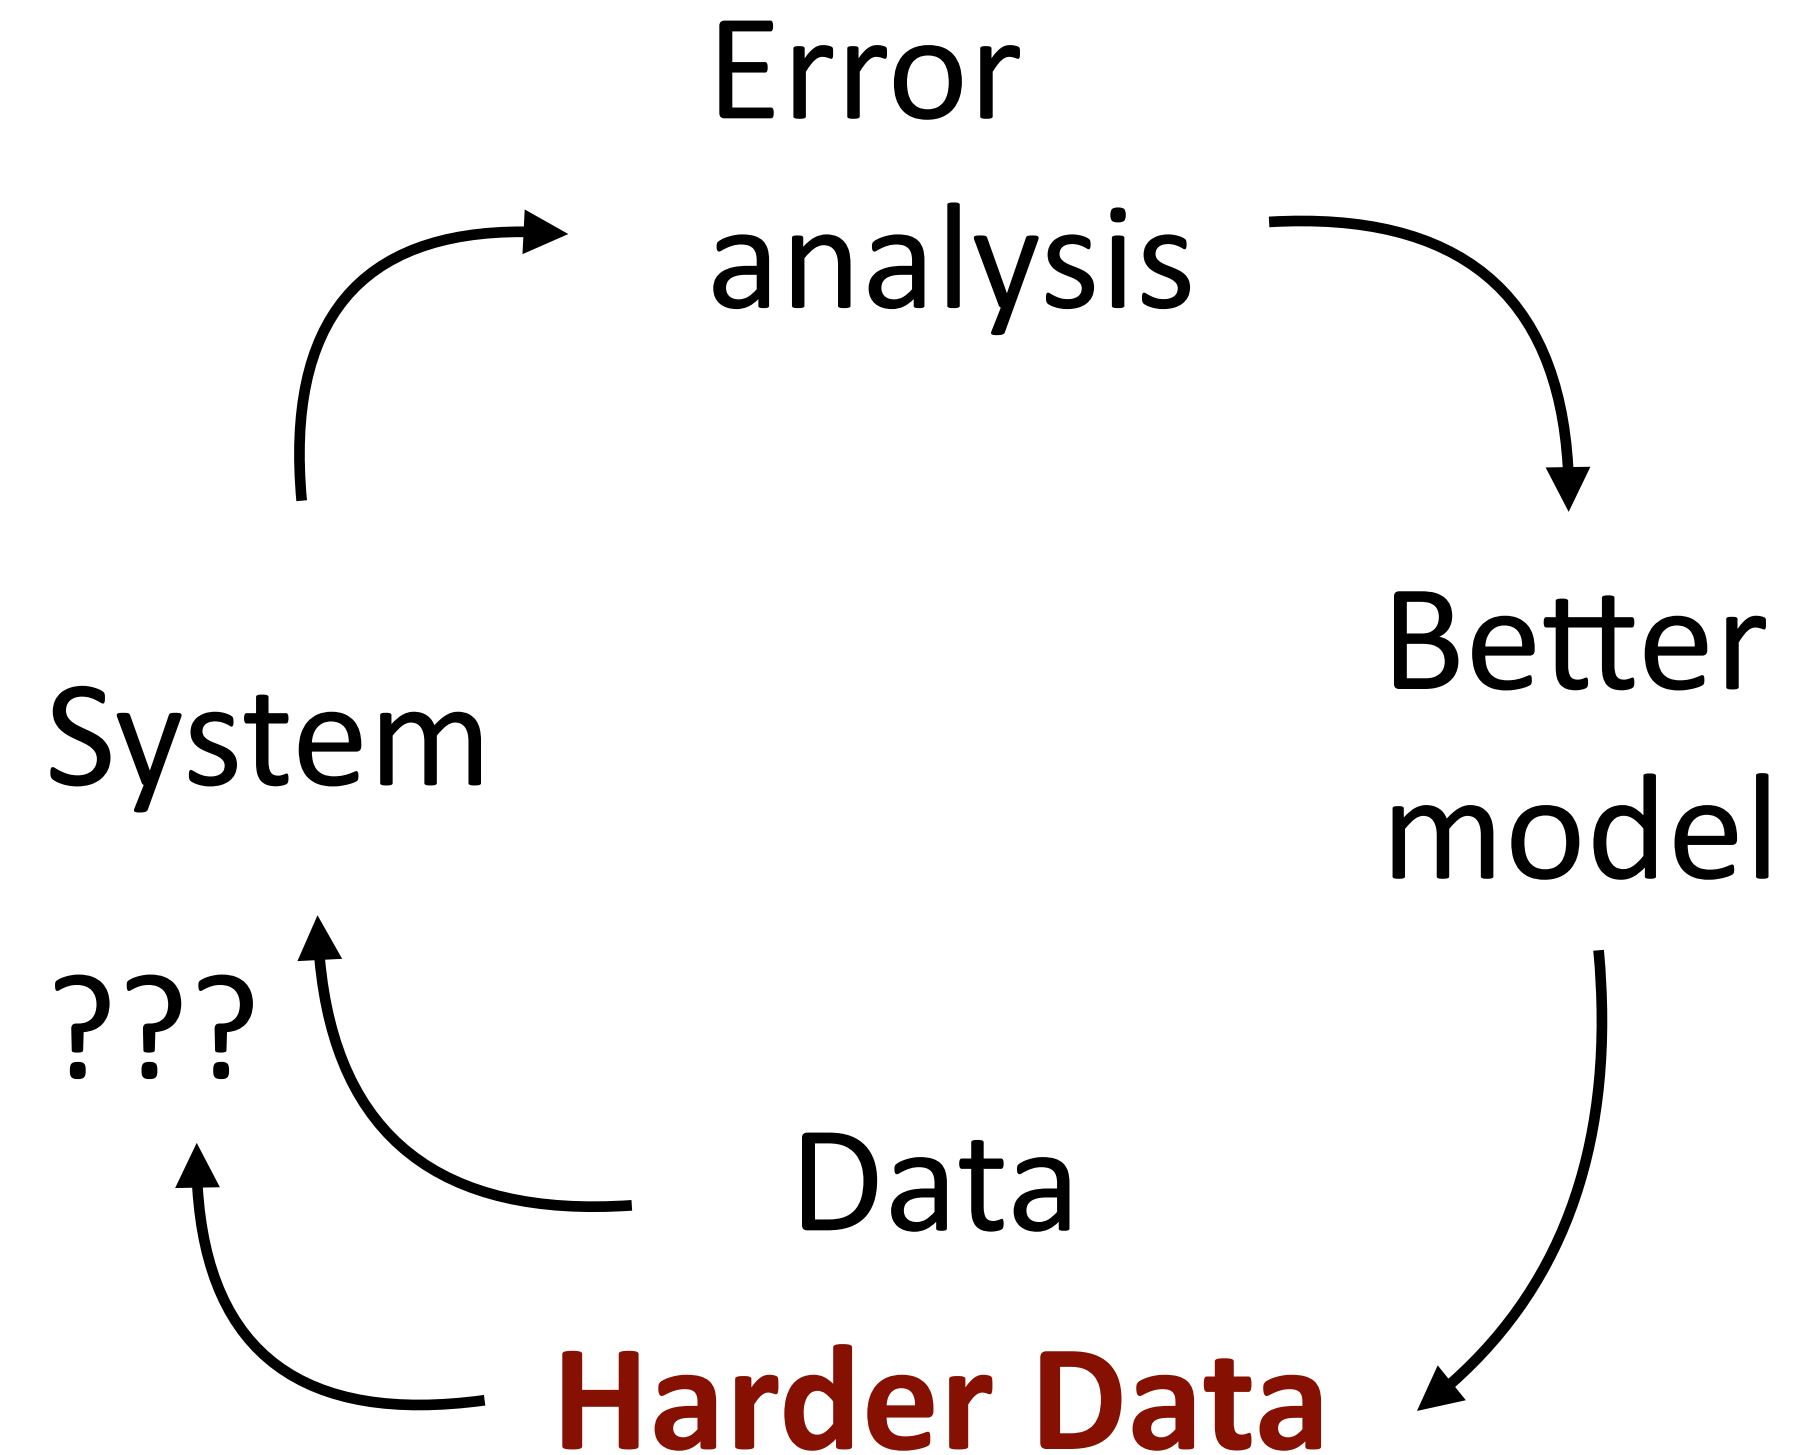 Error
analysis
Better
model
System
???
Data
Harder Data